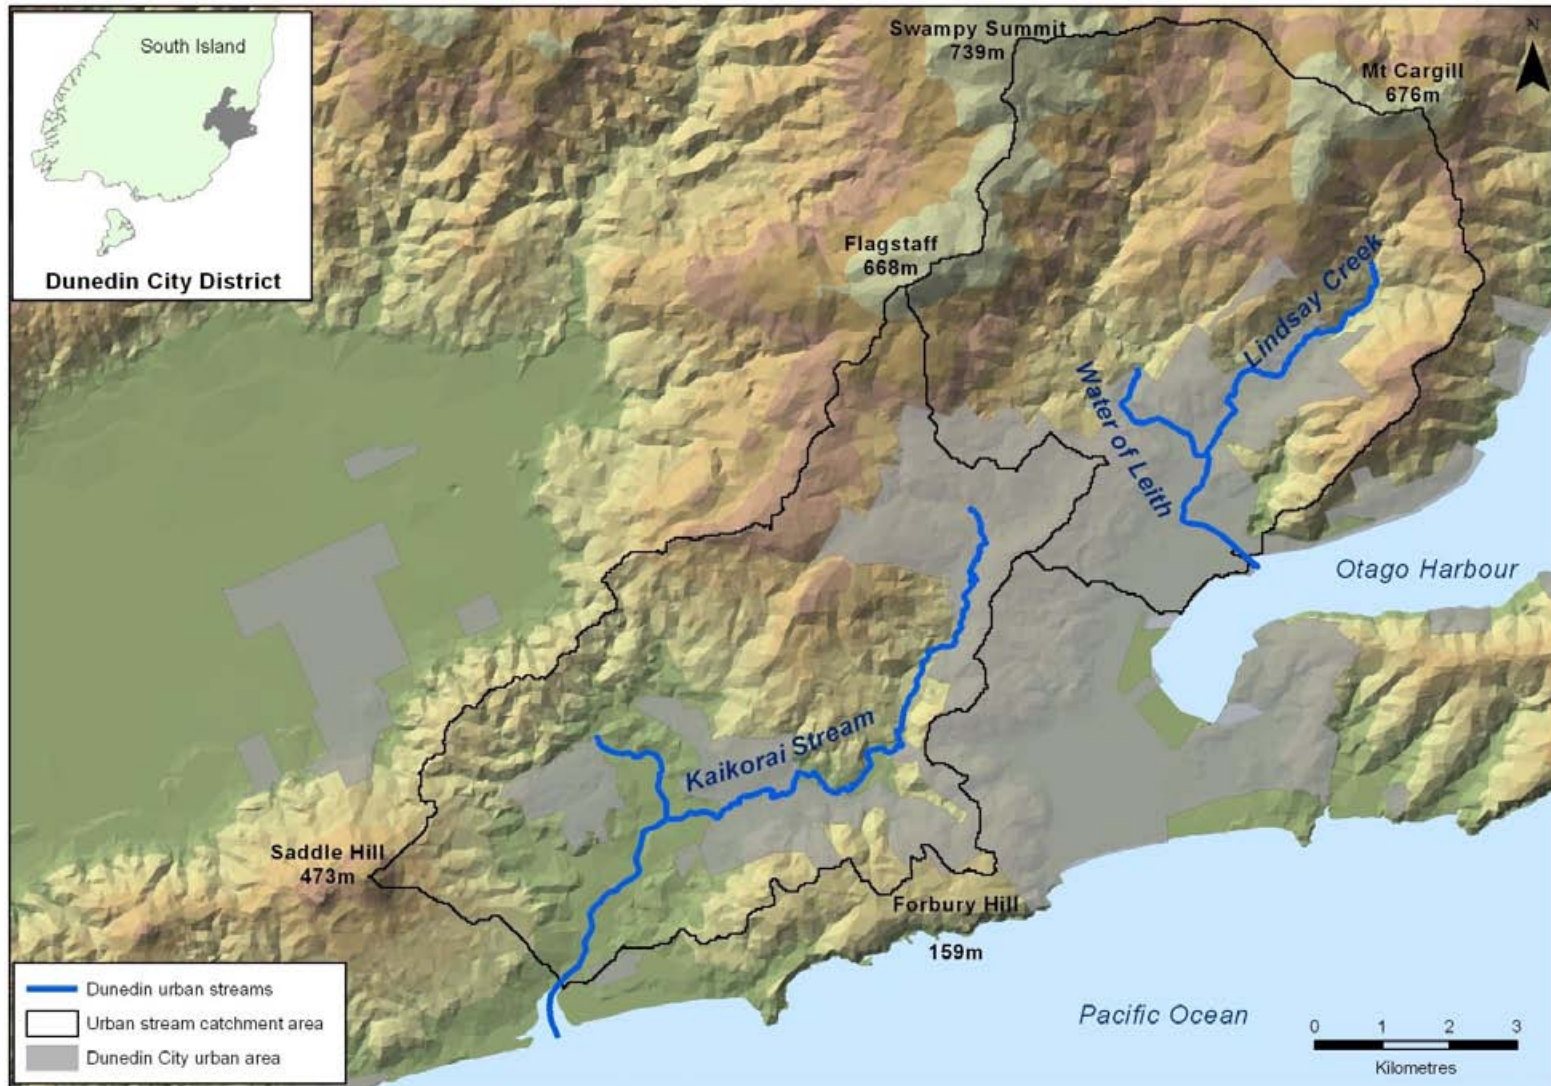 South Island
Dunedin City District
Swampy Summit
739m
N
Mt Cargill
676m
Flagstaff
668m
Lindsay Creek
Water of Leith
Otago Harbour
Kaikorai Stream
Saddle Hill
473m
Forbury Hill
159m
Pacific Ocean
Dunedin urban streams
Urban stream catchment area
Dunedin City urban area
0 1 2 3
Kilometres